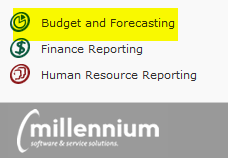 Budget and Forecasting
$ Finance Reporting
Human Resource Reporting
millennium
software & service solutions.